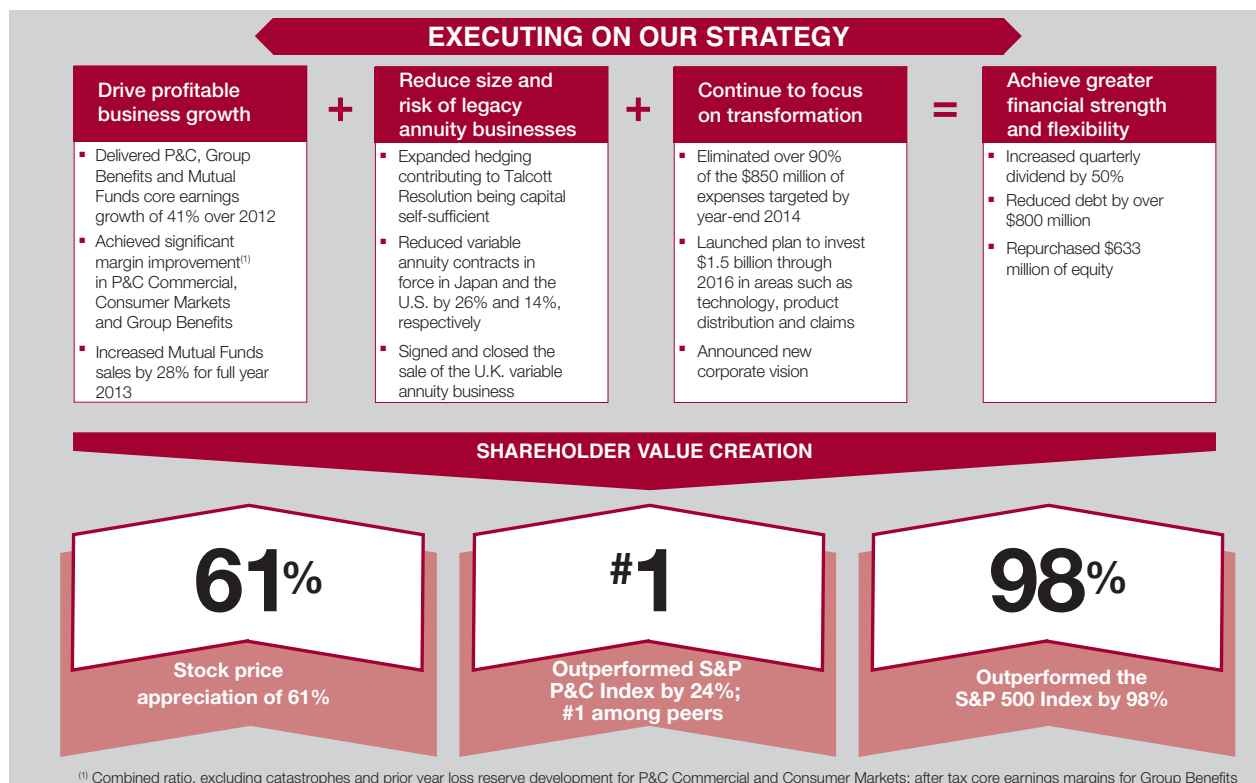 EXECUTING ON OUR STRATEGY
Drive profitable
business growth
▪ Delivered P&C, Group
Benefits and Mutual
Funds core earnings
growth of 41% over 2012
▪ Achieved significant
margin improvement(1)
in P&C Commercial,
Consumer Markets
and Group Benefits
▪ Increased Mutual Funds
sales by 28% for full year
2013
+
Reduce size and
risk of legacy
annuity businesses
▪ Expanded hedging
contributing to Talcott
Resolution being capital
self-sufficient
▪ Reduced variable
annuity contracts in
force in Japan and the
U.S. by 26% and 14%,
respectively
▪ Signed and closed the
sale of the U.K. variable
annuity business
+
Continue to focus
on transformation
▪ Eliminated over 90%
of the $850 million of
expenses targeted by
year-end 2014
▪ Launched plan to invest
$1.5 billion through
2016 in areas such as
technology, product
distribution and claims
▪ Announced new
corporate vision
=
Achieve greater
financial strength
and flexibility
▪ Increased quarterly
dividend by 50%
▪ Reduced debt by over
$800 million
▪ Repurchased $633
million of equity
SHAREHOLDER VALUE CREATION
61%
Stock price
appreciation of 61%
#1
Outperformed S&P
P&C Index by 24%;
#1 among peers
98%
Outperformed the
S&P 500 Index by 98%
(1) Combined ratio, excluding catastrophes and prior year loss reserve development for P&C Commercial and Consumer Markets; after tax core earnings margins for Group Benefits